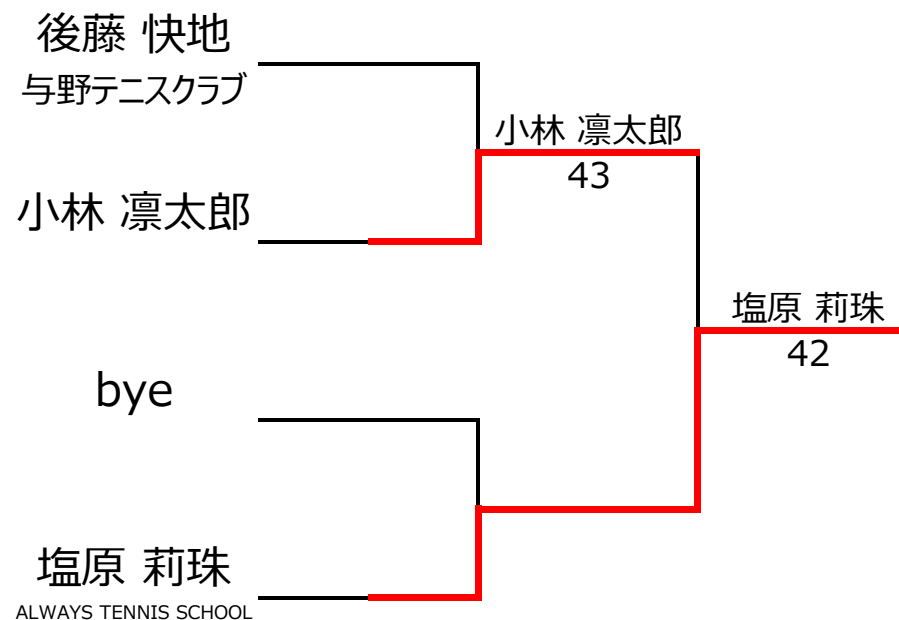 後藤 快地
与野テニスクラブ
小林 凛太郎
43
小林 凛太郎
塩原 莉珠
42
bye
塩原 莉珠
ALWAYS TENNIS SCHOOL